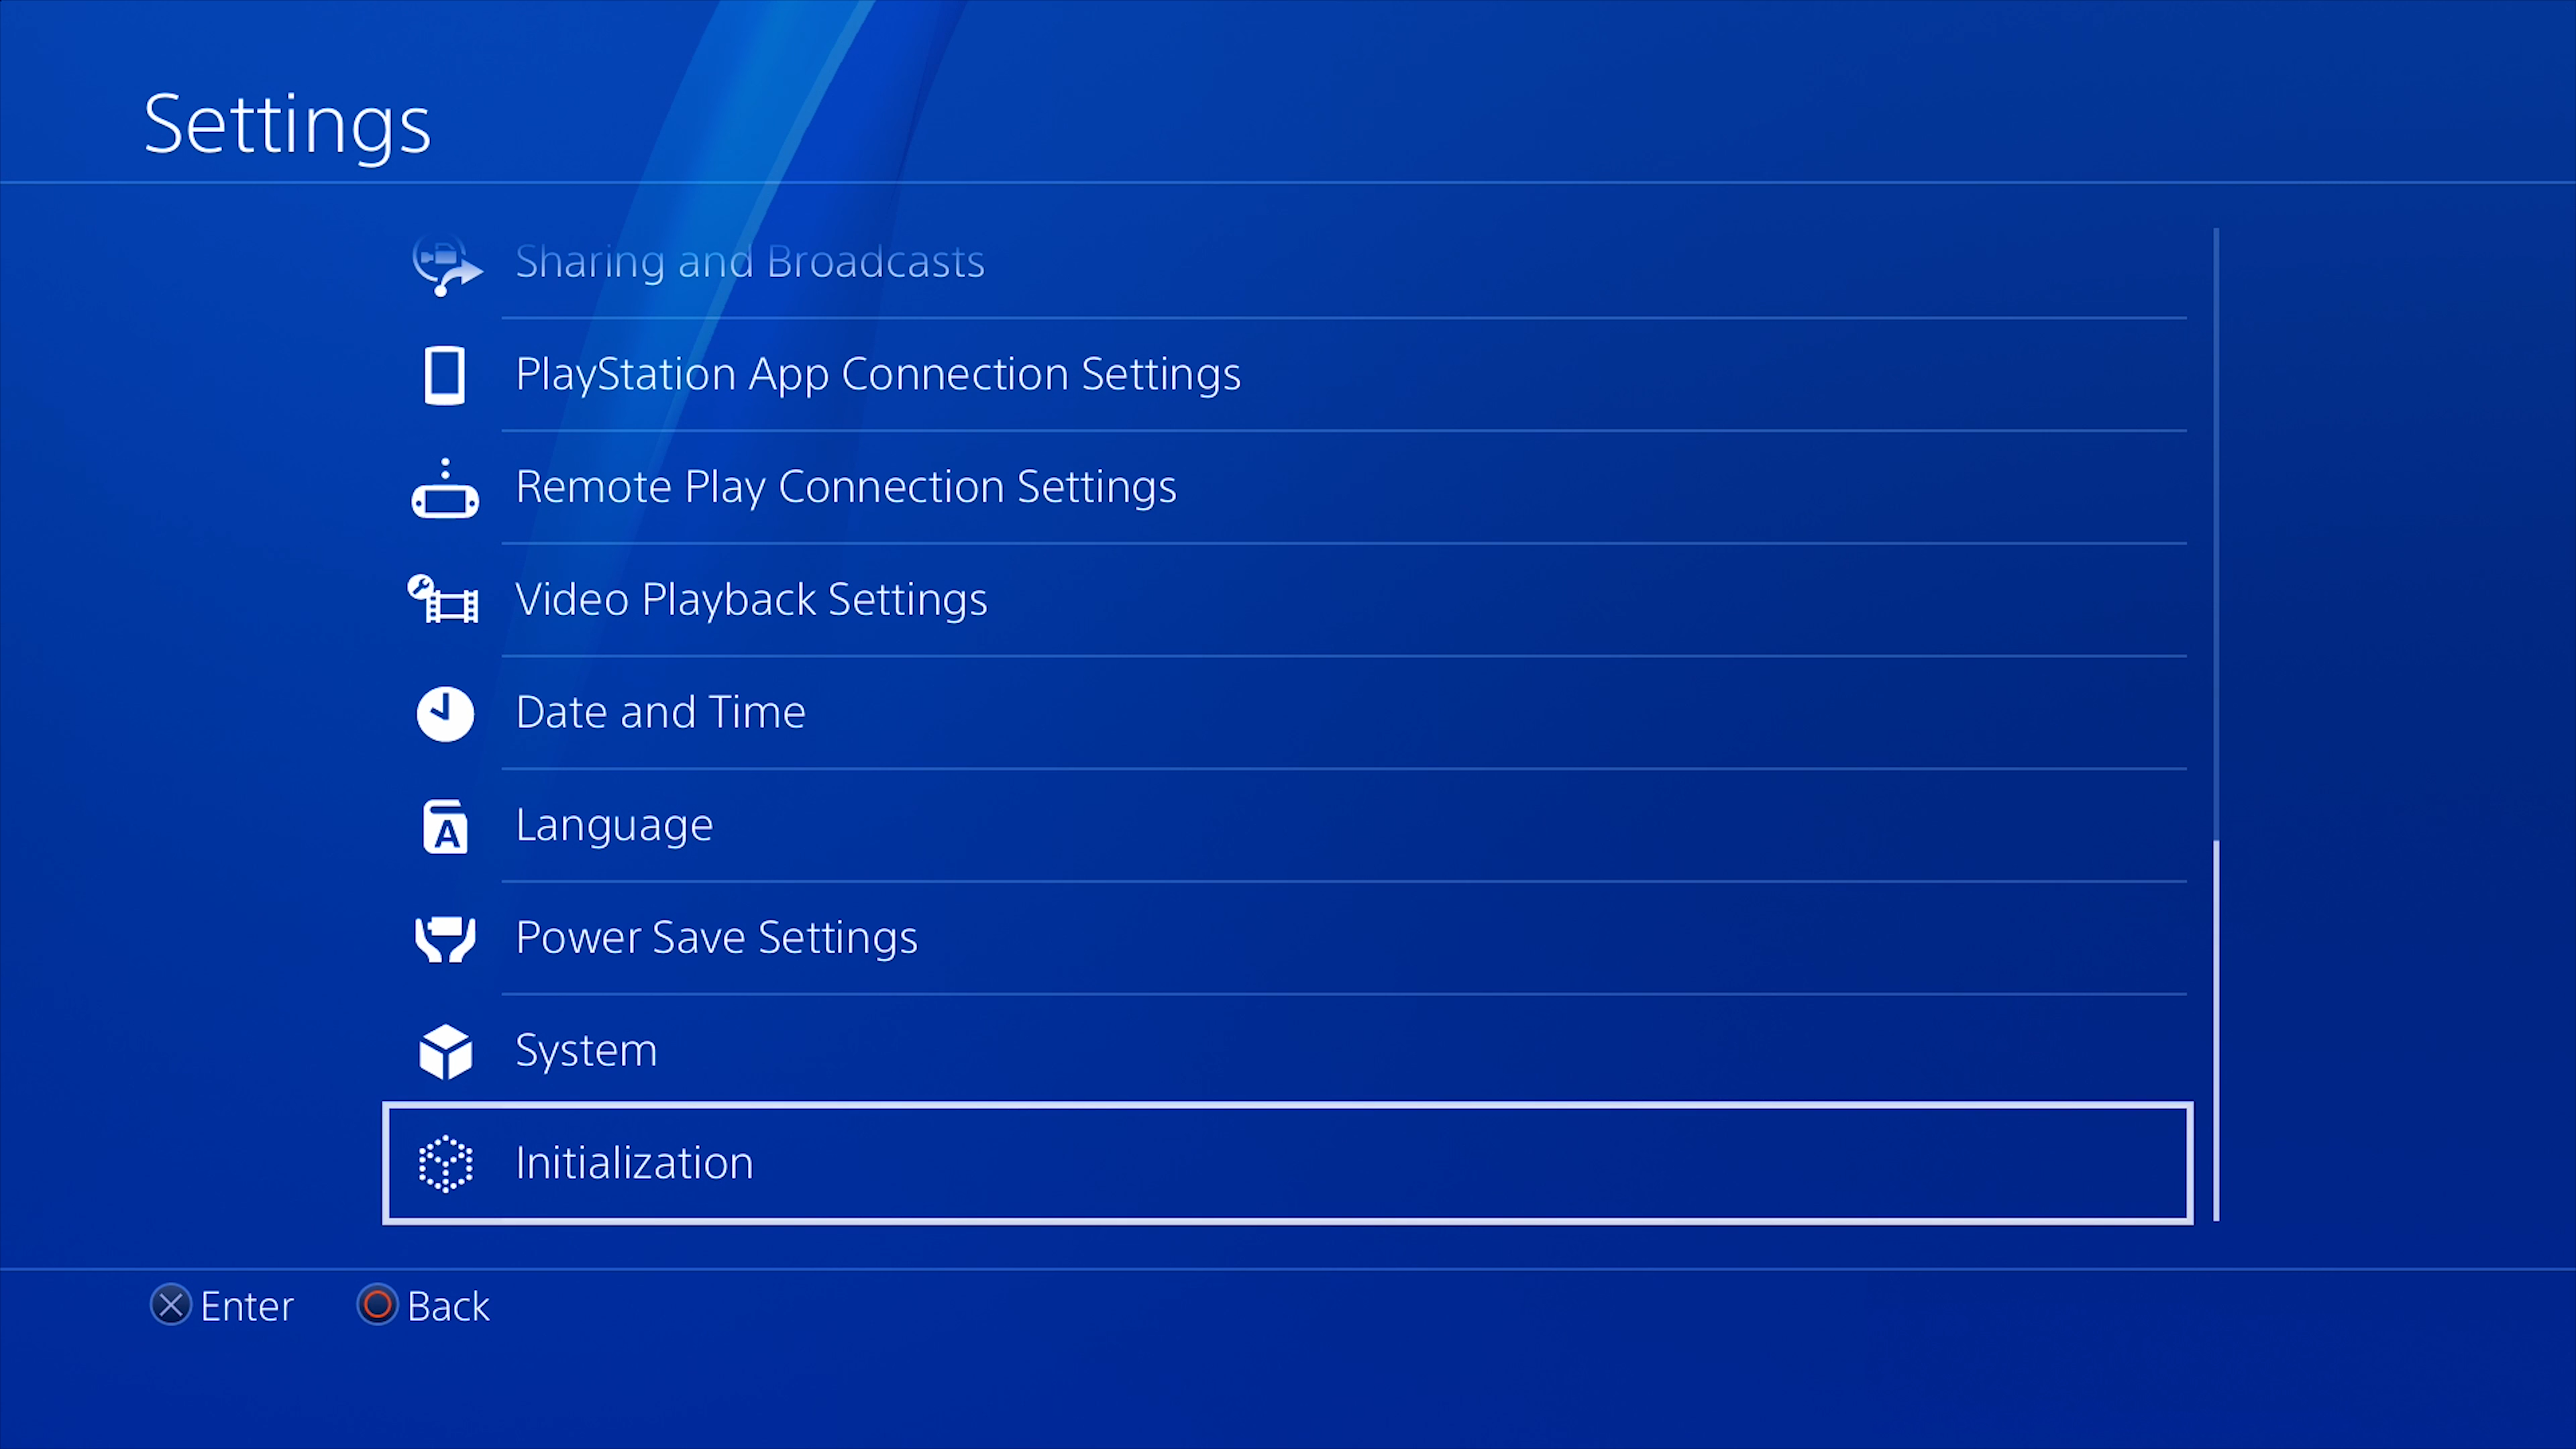 Settings
Sharing and Broadcasts
PlayStation App Connection Settings
Remote Play Connection Settings
Video Playback Settings
Date and Time
A Language
Power Save Settings
System
Initialization
Enter Back